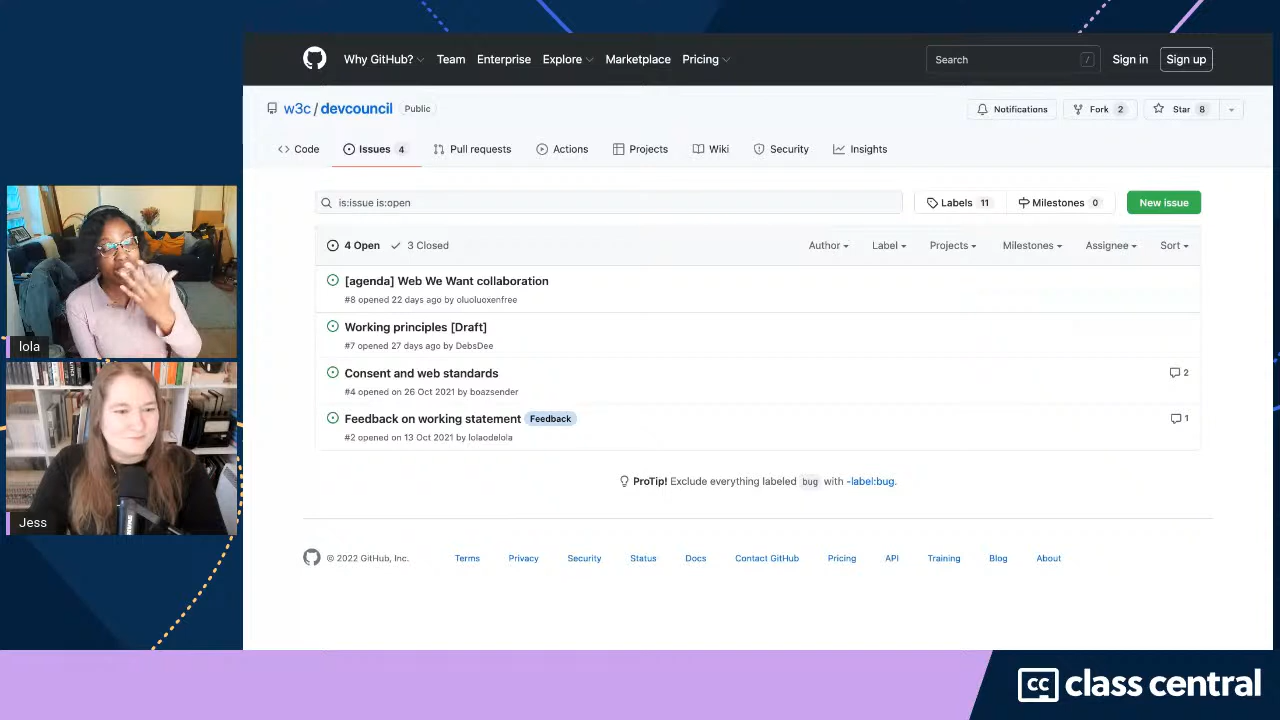 Why GitHub? Team Enterprise Explore Marketplace Pricing Search / Sign in Sign up
w3c / devcouncil Public Notifications Fork 2 Star 8
Code Issues 4 Pull requests Actions Projects Wiki Security Insights
is:issue is:open Labels 11 Milestones 0 New issue
4 Open 3 Closed Author Label Projects Milestones Assignee Sort
[agenda] Web We Want collaboration
#8 opened 22 days ago by oluoluoxenfree
Working principles [Draft]
#7 opened 27 days ago by DebsDee
Consent and web standards 2
#4 opened on 26 Oct 2021 by boazsender
Feedback on working statement Feedback 1
#2 opened on 13 Oct 2021 by lolaodelola
ProTip! Exclude everything labeled bug with -label:bug.
© 2022 GitHub, Inc. Terms Privacy Security Status Docs Contact GitHub Pricing API Training Blog About
lola
Jess
cc class central